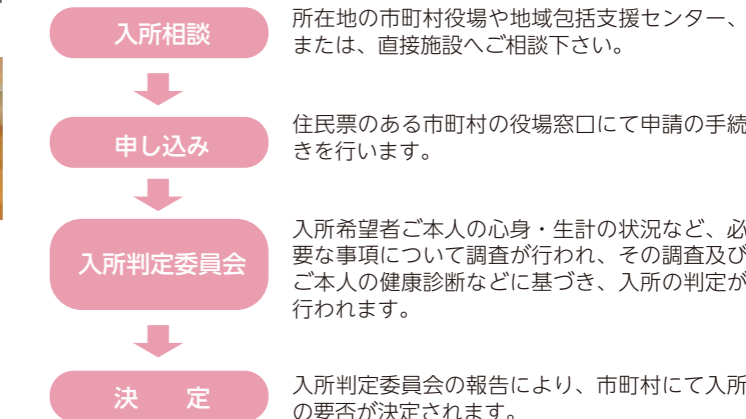 入所相談
所在地の市町村役場や地域包括支援センター、
または、直接施設へご相談下さい。
申し込み
住民票のある市町村の役場窓口にて申請の手続
きを行います。
入所判定委員会
入所希望者ご本人の心身・生計の状況など、必
要な事項について調査が行われ、その調査及び
ご本人の健康診断などに基づき、入所の判定が
行われます。
決　定
入所判定委員会の報告により、市町村にて入所
の要否が決定されます。